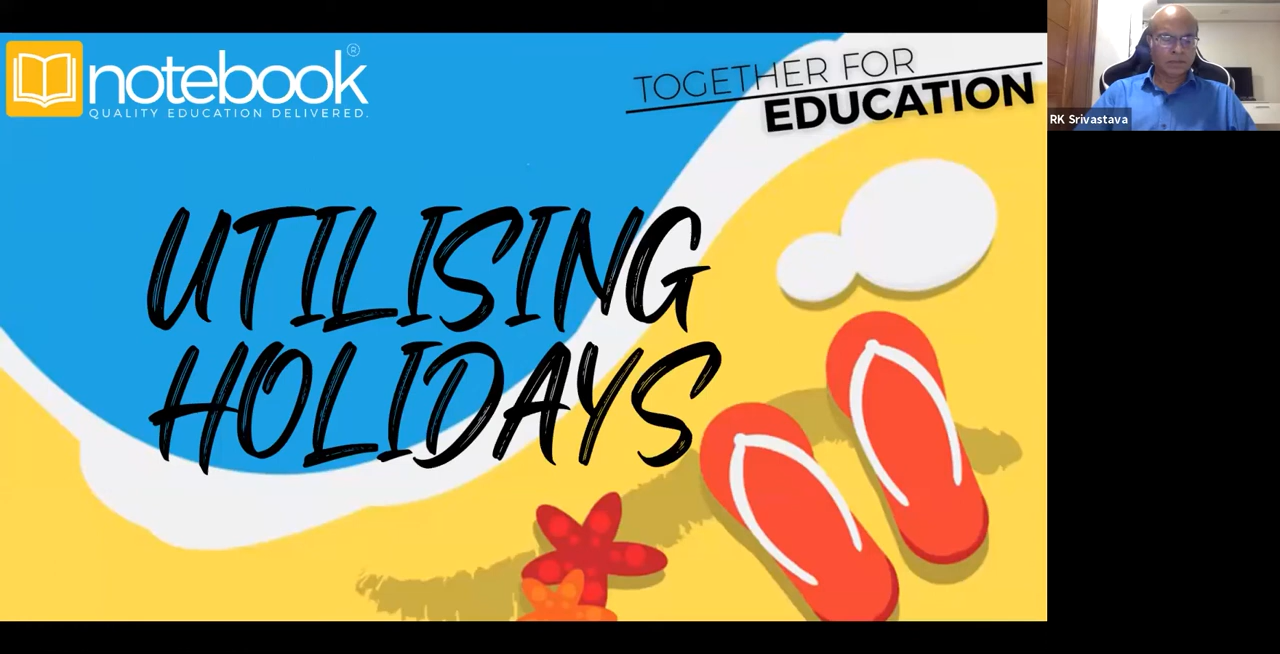 notebook®
QUALITY EDUCATION DELIVERED.
TOGETHER FOR
EDUCATION
RK Srivastava
UTILISING
HOLIDAYS